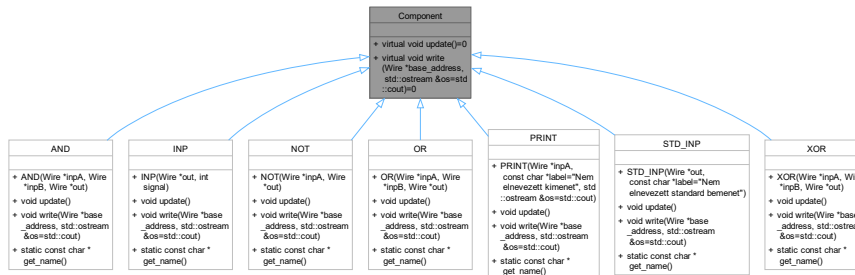 Component
+ virtual void update()=0
+ virtual void write
(Wire *base_address,
std::ostream &os=std
::cout)=0
AND
+ AND(Wire *inpA, Wire
*inpB, Wire *out)
+ void update()
+ void write(Wire *base
_address, std::ostream
&os=std::cout)
+ static const char *
get_name()
INP
+ INP(Wire *out, int
signal)
+ void update()
+ void write(Wire *base
_address, std::ostream
&os=std::cout)
+ static const char *
get_name()
NOT
+ NOT(Wire *inpA, Wire
*out)
+ void update()
+ void write(Wire *base
_address, std::ostream
&os=std::cout)
+ static const char *
get_name()
OR
+ OR(Wire *inpA, Wire
*inpB, Wire *out)
+ void update()
+ void write(Wire *base
_address, std::ostream
&os=std::cout)
+ static const char *
get_name()
PRINT
+ PRINT(Wire *inpA,
const char *label="Nem
elnevezett kimenet", std
::ostream &os=std::cout)
+ void update()
+ void write(Wire *base
_address, std::ostream
&os=std::cout)
+ static const char *
get_name()
STD_INP
+ STD_INP(Wire *out,
const char *label="Nem
elnevezett standard bemenet")
+ void update()
+ void write(Wire *base
_address, std::ostream
&os=std::cout)
+ static const char *
get_name()
XOR
+ XOR(Wire *inpA, Wire
*inpB, Wire *out)
+ void update()
+ void write(Wire *base
_address, std::ostream
&os=std::cout)
+ static const char *
get_name()